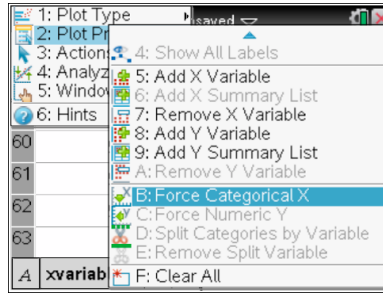 1: Plot Type
saved
2: Plot Pr
3: Action
4: Analyz
5: Windo
6: Hints
4: Show All Labels
5: Add X Variable
6: Add X Summary List
7: Remove X Variable
8: Add Y Variable
9: Add Y Summary List
A: Remove Y Variable
B: Force Categorical X
C: Force Numeric Y
D: Split Categories by Variable
E: Remove Split Variable
F: Clear All
60
61
62
63
A xvariab